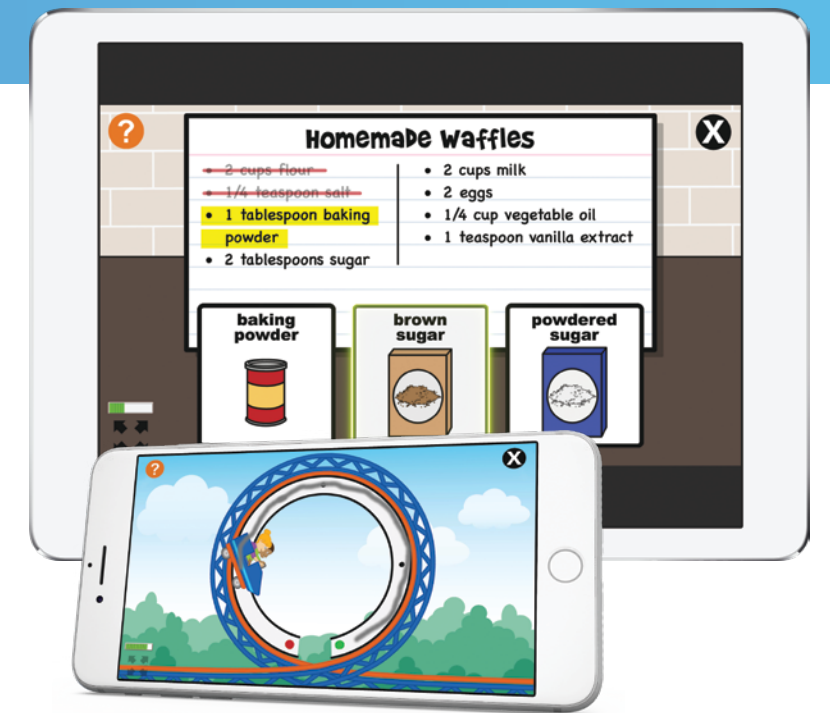 ?
X
Homemade Waffles
• 2 cups flour
• 1/4 teaspoon salt
• 1 tablespoon baking
powder
• 2 tablespoons sugar
• 2 cups milk
• 2 eggs
• 1/4 cup vegetable oil
• 1 teaspoon vanilla extract
baking
powder
brown
sugar
powdered
sugar
?
X